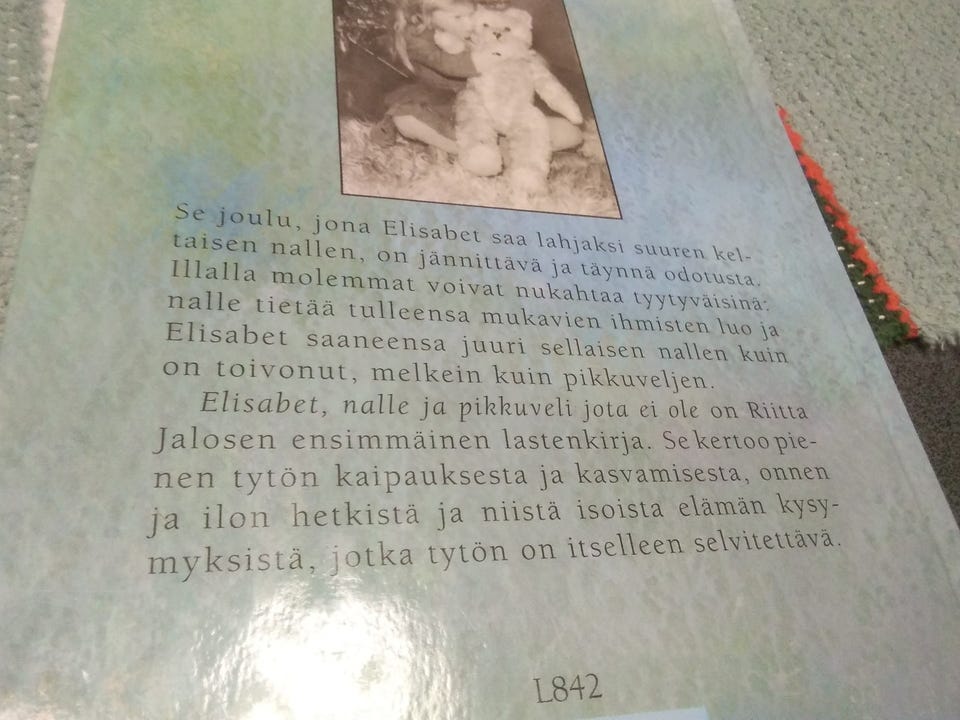 Se joulu, jona Elisabet saa lahjaksi suuren kel-
taisen nallen, on jännittävä ja täynnä odotusta.
Illalla molemmat voivat nukahtaa tyytyväisinä:
nalle tietää tulleensa mukavien ihmisten luo ja
Elisabet saaneensa juuri sellaisen nallen kuin
on toivonut, melkein kuin pikkuveljen.
Elisabet, nalle ja pikkuveli jota ei ole on Riitta
Jalosen ensimmäinen lastenkirja. Se kertoo pie-
nen tytön kaipauksesta ja kasvamisesta, onnen
ja ilon hetkistä ja niistä isoista elämän kysy-
myksistä, jotka tytön on itselleen selvitettävä.
L842